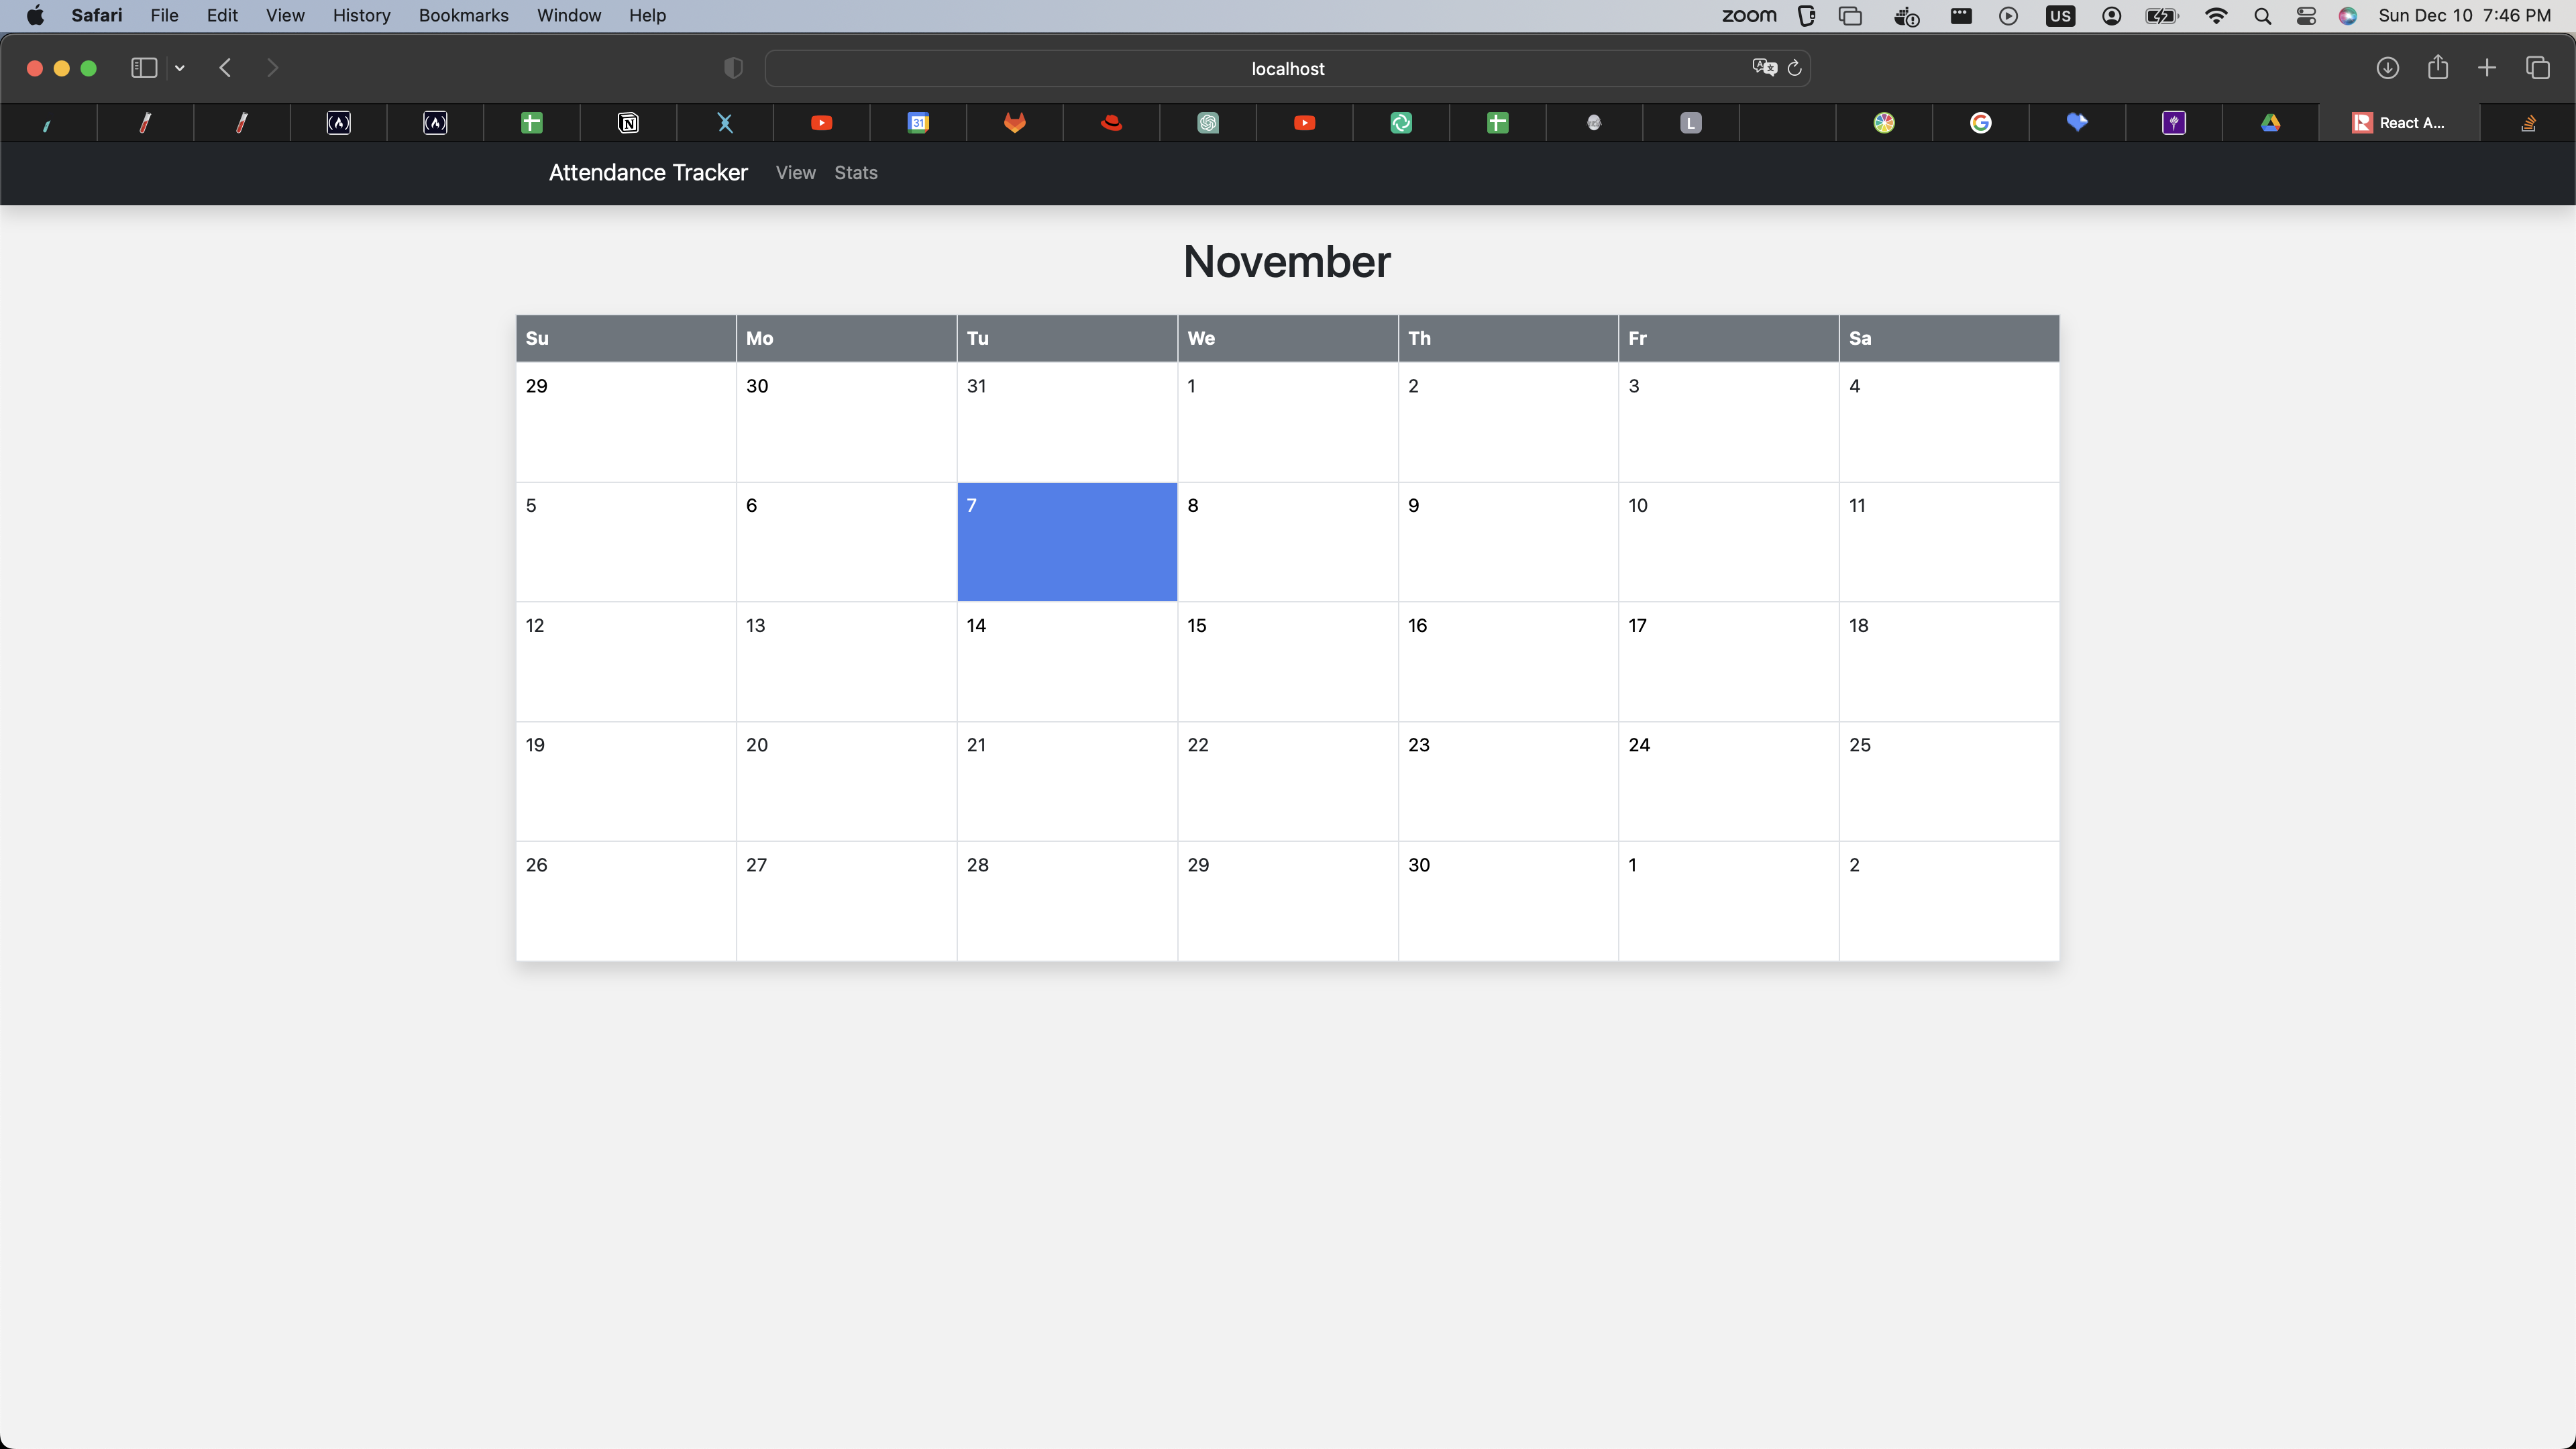 Safari File Edit View History Bookmarks Window Help zoom US Sun Dec 10 7:46 PM
localhost
31 L React A...
Attendance Tracker View Stats
November
Su Mo Tu We Th Fr Sa
29 30 31 1 2 3 4
5 6 7 8 9 10 11
12 13 14 15 16 17 18
19 20 21 22 23 24 25
26 27 28 29 30 1 2